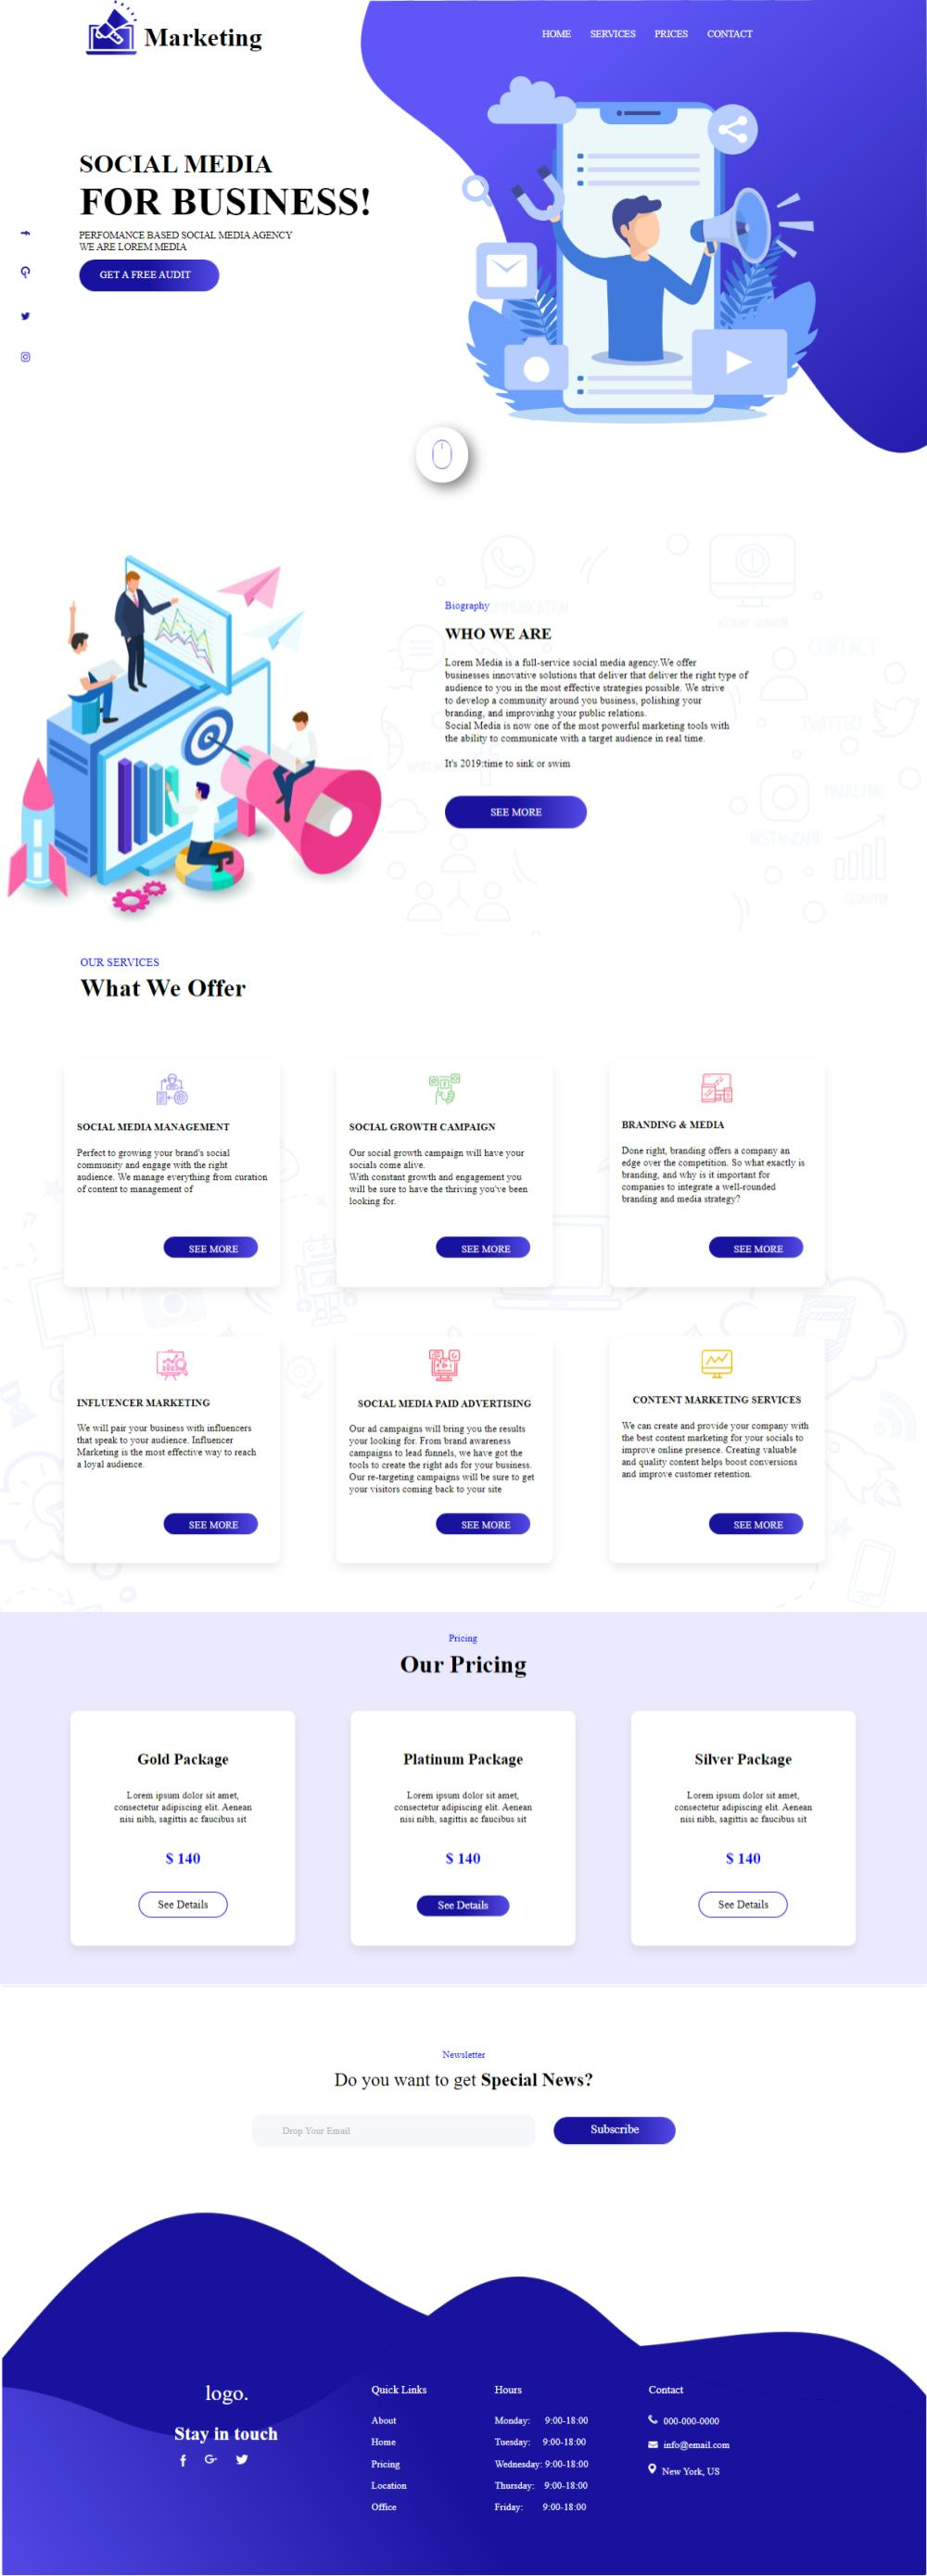 Marketing
HOME SERVICES PRICES CONTACT
SOCIAL MEDIA
FOR BUSINESS!
PERFOMANCE BASED SOCIAL MEDIA AGENCY
WE ARE LOREM MEDIA
GET A FREE AUDIT
Biography
WHO WE ARE
Lorem Media is a full-service social media agency.We offer
businesses innovative solutions that deliver that deliver the right type of
audience to you in the most effective strategies possible. We strive
to develop a community around you business, polishing your
branding, and improvinhg your public relations.
Social Media is now one of the most powerful marketing tools with
the ability to communicate with a target audience in real time.
It's 2019:time to sink or swim
SEE MORE
CONTACT
TWITTER
INSTAGRAM
OUR SERVICES
What We Offer
SOCIAL MEDIA MANAGEMENT
Perfect to growing your brand's social
community and engage with the right
audience. We manage everything from curation
of content to management of
SEE MORE
SOCIAL GROWTH CAMPAIGN
Our social growth campaign will have your
socials come alive.
With constant growth and engagement you
will be sure to have the thriving you've been
looking for.
SEE MORE
BRANDING & MEDIA
Done right, branding offers a company an
edge over the competition. So what exactly is
branding, and why is it important for
companies to integrate a well-rounded
branding and media strategy?
SEE MORE
INFLUENCER MARKETING
We will pair your business with influencers
that speak to your audience. Influencer
Marketing is the most effective way to reach
a loyal audience.
SEE MORE
SOCIAL MEDIA PAID ADVERTISING
Our ad campaigns will bring you the results
your looking for. From brand awareness
campaigns to lead funnels, we have got the
tools to create the right ads for your business.
Our re-targeting campaigns will be sure to get
your visitors coming back to your site
SEE MORE
CONTENT MARKETING SERVICES
We can create and provide your company with
the best content marketing for your socials to
improve online presence. Creating valuable
and quality content helps boost conversions
and improve customer retention.
SEE MORE
Pricing
Our Pricing
Gold Package
Lorem ipsum dolor sit amet,
consectetur adipiscing elit. Aenean
nisi nibh, sagittis ac faucibus sit
$ 140
See Details
Platinum Package
Lorem ipsum dolor sit amet,
consectetur adipiscing elit. Aenean
nisi nibh, sagittis ac faucibus sit
$ 140
See Details
Silver Package
Lorem ipsum dolor sit amet,
consectetur adipiscing elit. Aenean
nisi nibh, sagittis ac faucibus sit
$ 140
See Details
Newsletter
Do you want to get Special News?
Drop Your Email
Subscribe
logo.
Stay in touch
Quick Links
About
Home
Pricing
Location
Office
Hours
Monday: 9:00-18:00
Tuesday: 9:00-18:00
Wednesday: 9:00-18:00
Thursday: 9:00-18:00
Friday: 9:00-18:00
Contact
000-000-0000
info@email.com
New York, US